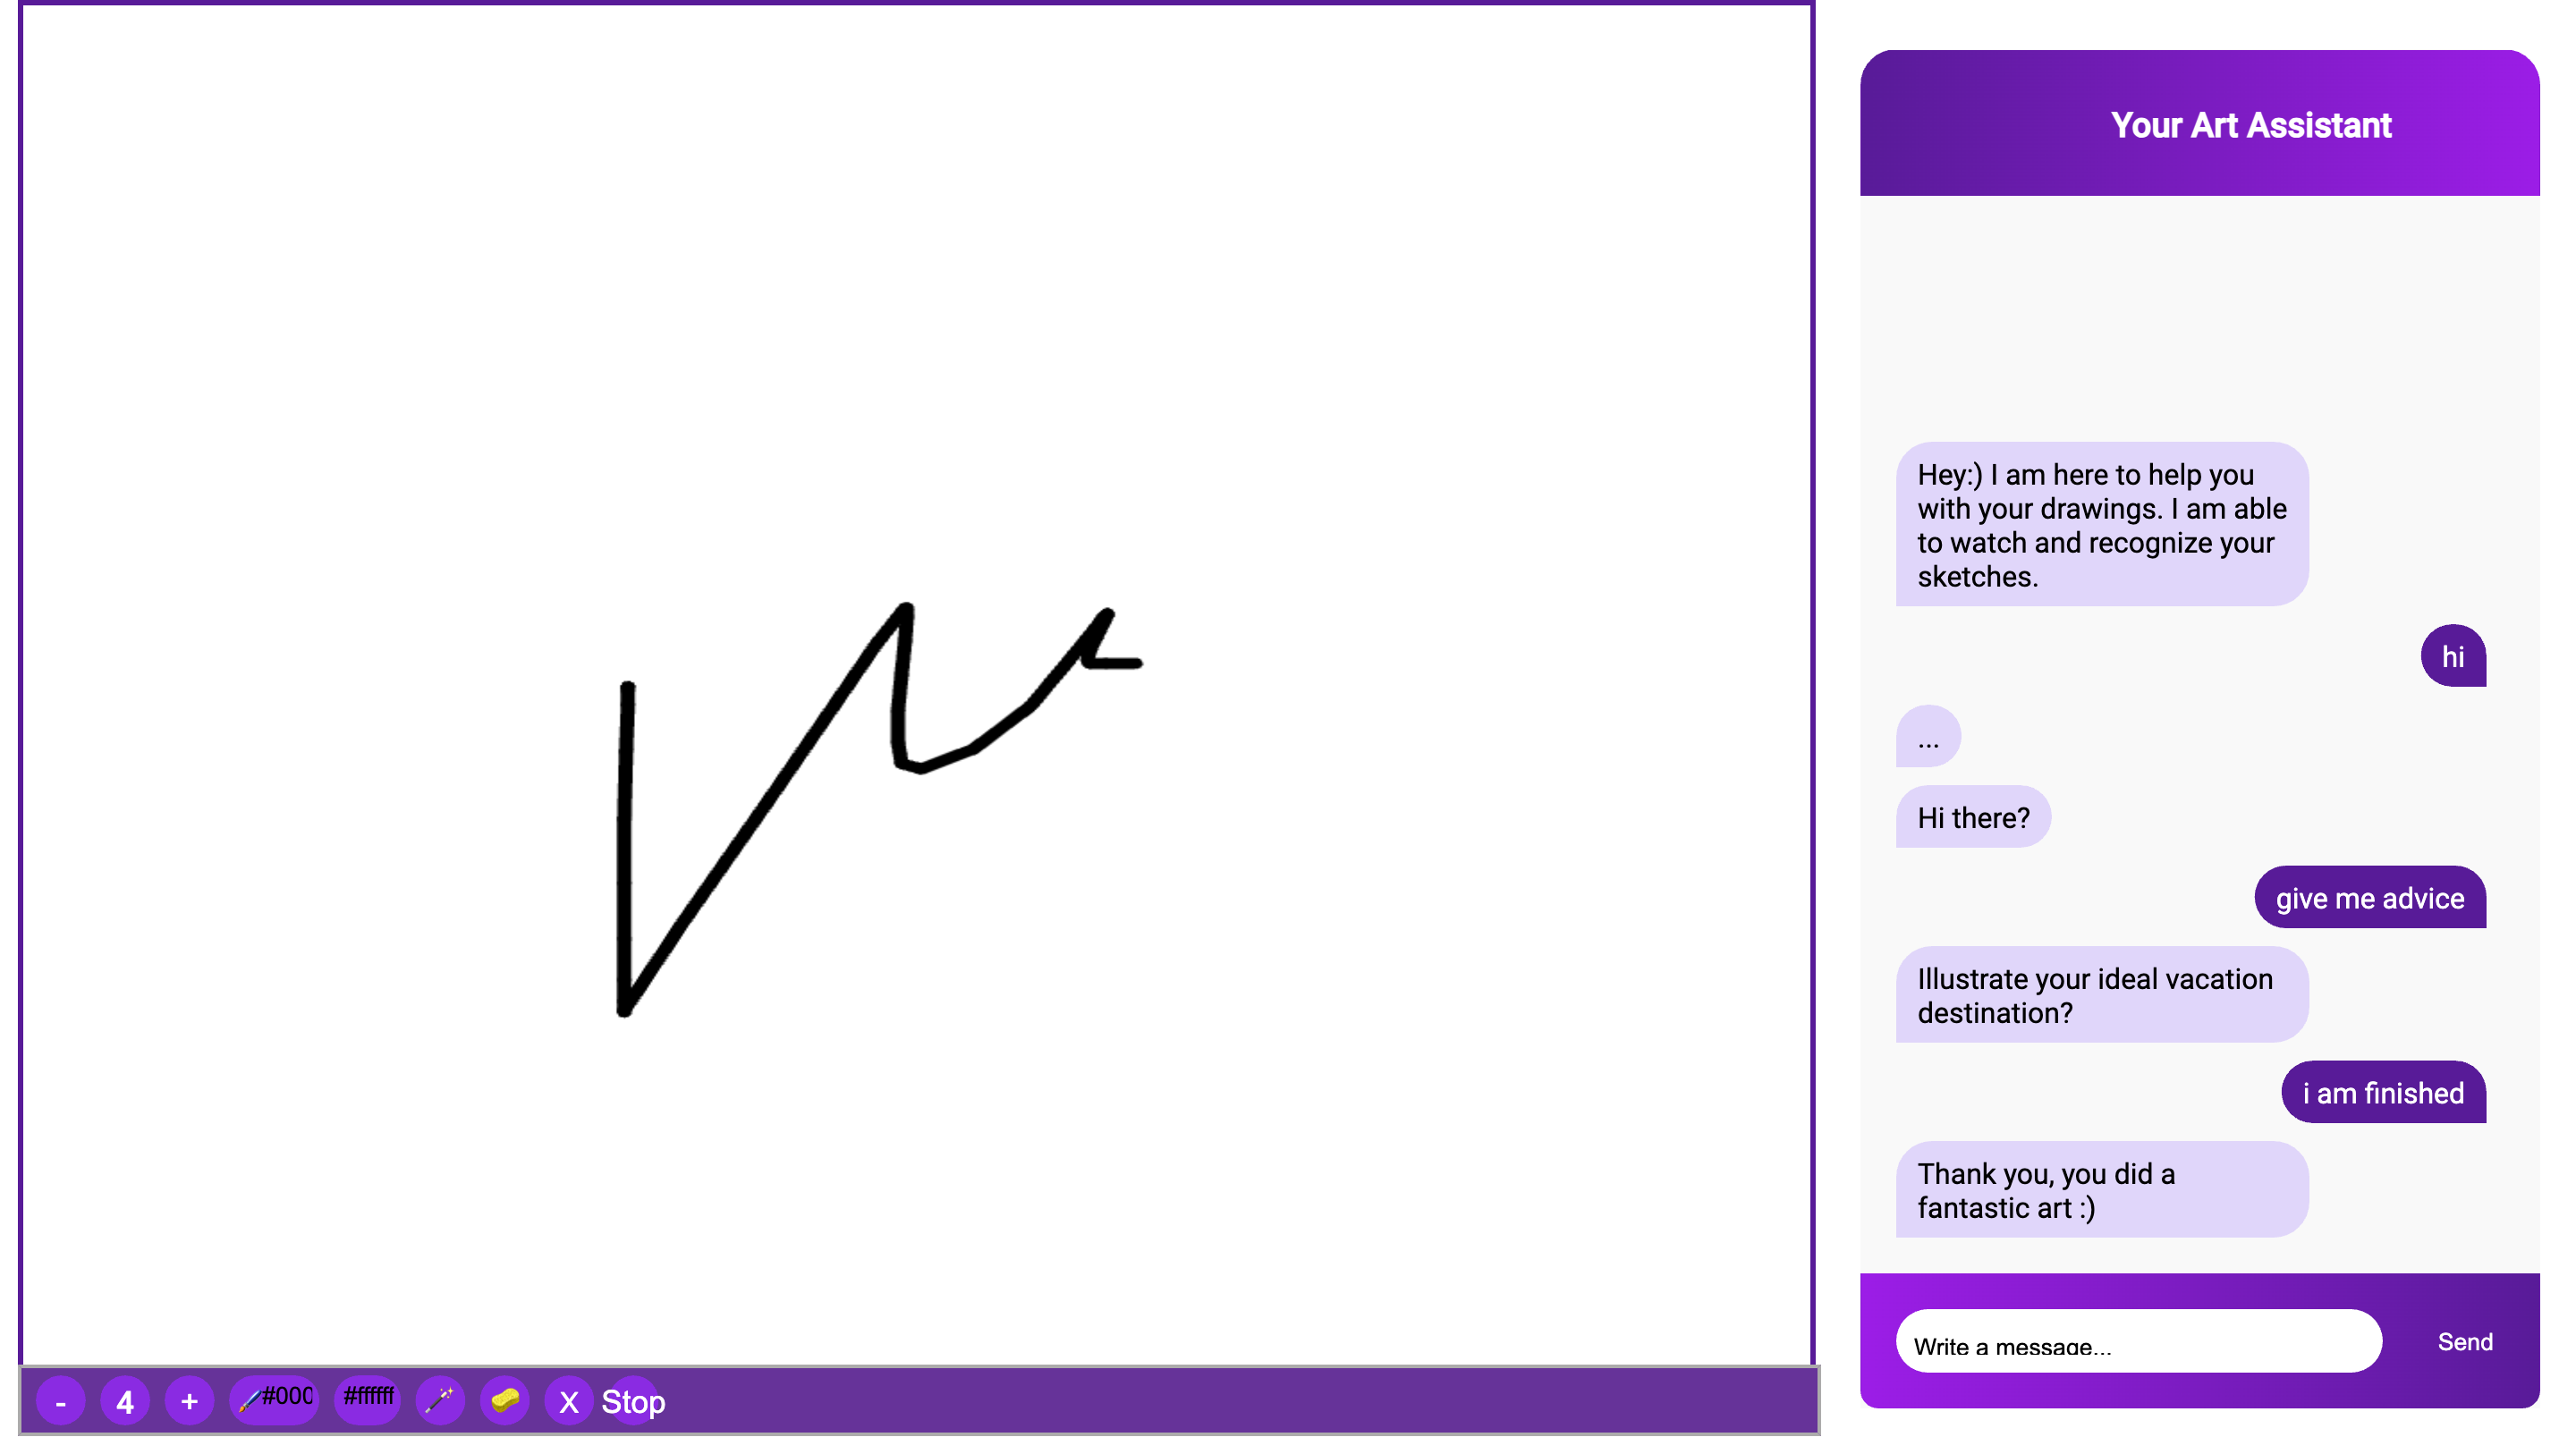 Your Art Assistant
Hey:) I am here to help you
with your drawings. I am able
to watch and recognize your
sketches.
hi
...
Hi there?
give me advice
Illustrate your ideal vacation
destination?
i am finished
Thank you, you did a
fantastic art :)
Write a message...
Send
- 4 + #000 #ffffff X Stop